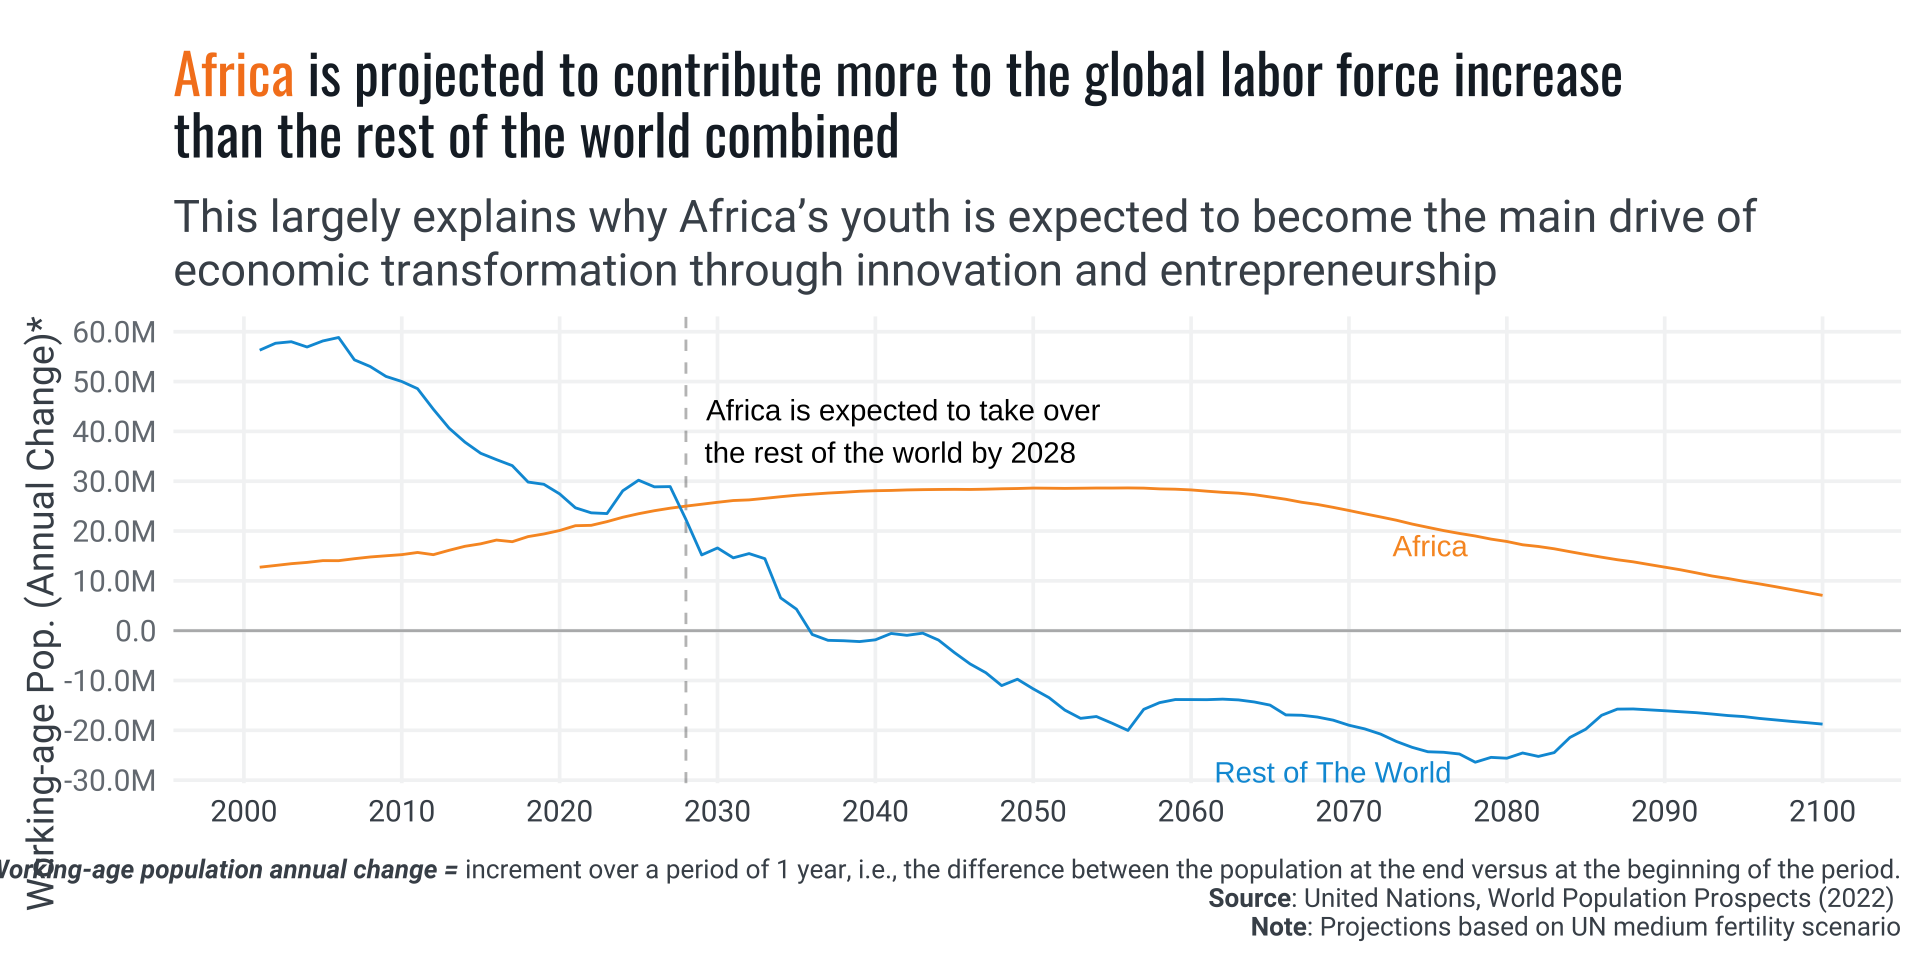 Africa is projected to contribute more to the global labor force increase
than the rest of the world combined
This largely explains why Africa’s youth is expected to become the main drive of
economic transformation through innovation and entrepreneurship
Working-age Pop. (Annual Change)*
60.0M
50.0M
40.0M
30.0M
20.0M
10.0M
0.0
-10.0M
-20.0M
-30.0M
Africa is expected to take over
the rest of the world by 2028
Africa
Rest of The World
2000 2010 2020 2030 2040 2050 2060 2070 2080 2090 2100
Working-age population annual change = increment over a period of 1 year, i.e., the difference between the population at the end versus at the beginning of the period.
Source: United Nations, World Population Prospects (2022)
Note: Projections based on UN medium fertility scenario